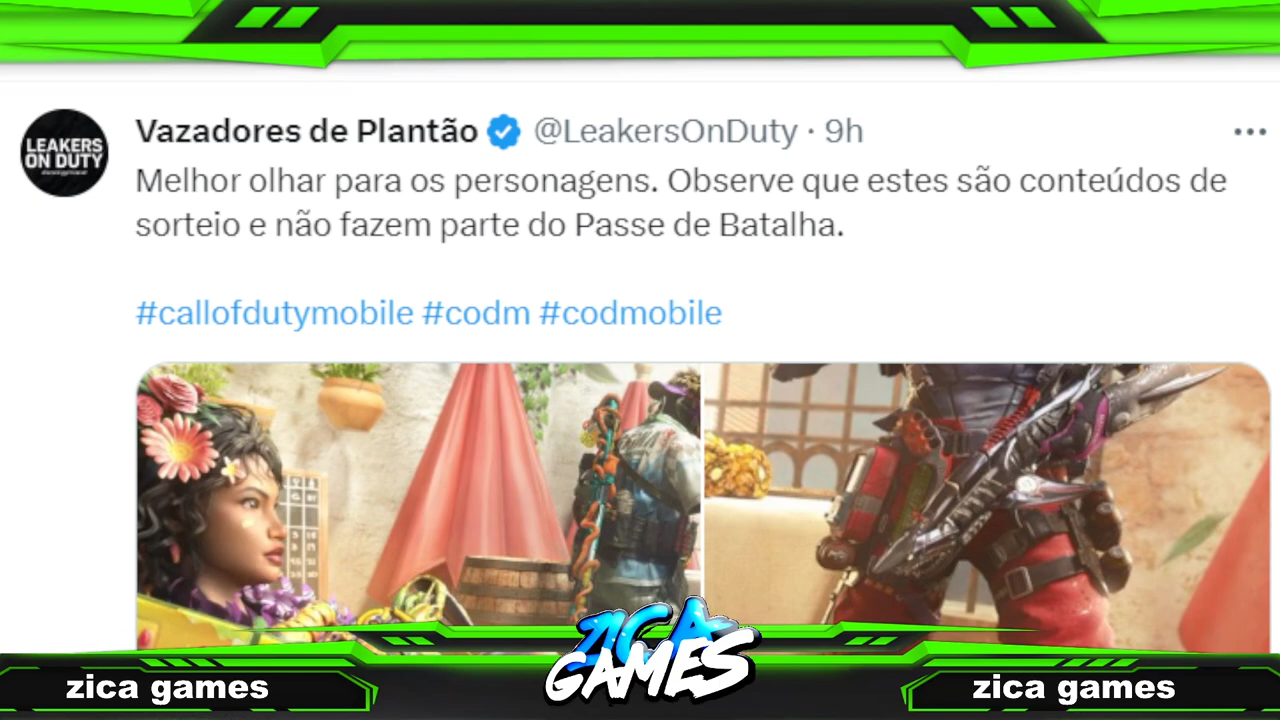 LEAKERS
ON DUTY
Vazadores de Plantão @LeakersOnDuty · 9h
Melhor olhar para os personagens. Observe que estes são conteúdos de
sorteio e não fazem parte do Passe de Batalha.
#callofdutymobile #codm #codmobile
ZICA
GAMES
zica games
zica games